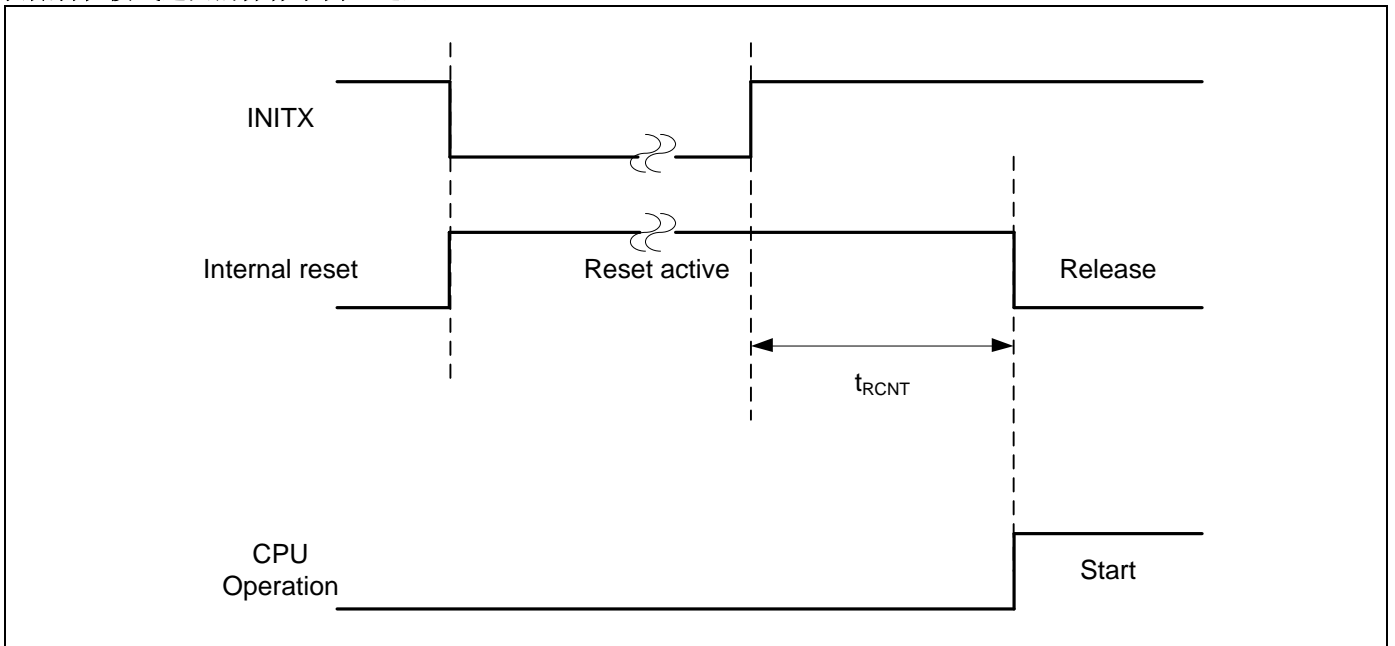 INITX
Internal reset
Reset active
Release
tRCNT
CPU
Operation
Start